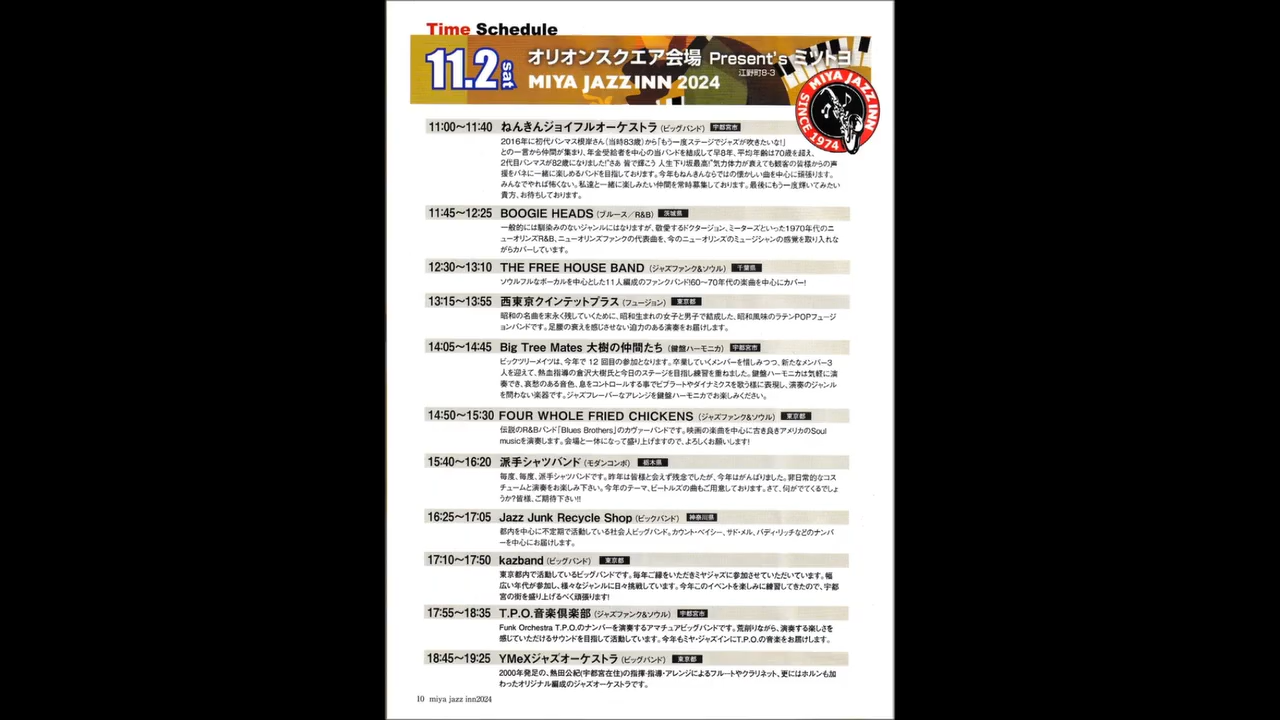 Time Schedule
11.2 sat
オリオンスクエア会場 Present's ミツトヨ
江野町8-3
MIYA JAZZ INN 2024
MIYA JAZZ INN
SINCE 1974
11:00〜11:40 ねんきんジョイフルオーケストラ (ビッグバンド) 宇都宮市
2016年に初代バンマス根岸さん(当時83歳)から「もう一度ステージでジャズが吹きたいな!」
との一言から仲間が集まり、年金受給者を中心の当バンドを結成して早8年、平均年齢は70歳を超え、
2代目バンマスが82歳になりました!"さあ 皆で輝こう 人生下り坂最高!"気力体力が衰えても観客の皆様からの声
援をバネに一緒に楽しめるバンドを目指しております。今年もねんきんならではの懐かしい曲を中心に頑張ります。
みんなでやれば怖くない。私達と一緒に楽しみたい仲間を常時募集しております。最後にもう一度輝いてみたい
貴方、お待ちしております。
11:45〜12:25 BOOGIE HEADS (ブルース/R&B) 茨城県
一般的には馴染みのないジャンルにはなりますが、敬愛するドクタージョン、ミーターズといった1970年代のニ
ューオリンズR&B、ニューオリンズファンクの代表曲を、今のニューオリンズのミュージシャンの感覚を取り入れな
がらカバーしています。
12:30〜13:10 THE FREE HOUSE BAND (ジャズファンク&ソウル) 千葉県
ソウルフルなボーカルを中心とした11人編成のファンクバンド!60〜70年代の楽曲を中心にカバー!
13:15〜13:55 西東京クインテットプラス (フュージョン) 東京都
昭和の名曲を末永く残していくために、昭和生まれの女子と男子で結成した、昭和風味のラテンPOPフュージ
ョンバンドです。足腰の衰えを感じさせない迫力のある演奏をお届けします。
14:05〜14:45 Big Tree Mates 大樹の仲間たち (鍵盤ハーモニカ) 宇都宮市
ビックツリーメイツは、今年で 12 回目の参加となります。卒業していくメンバーを惜しみつつ、新たなメンバー3
人を迎えて、熱血指導の倉沢大樹氏と今日のステージを目指し練習を重ねました。鍵盤ハーモニカは気軽に演
奏でき、哀愁のある音色、息をコントロールする事でビブラートやダイナミクスを歌う様に表現し、演奏のジャンル
を問わない楽器です。ジャズフレーバーなアレンジを鍵盤ハーモニカでお楽しみください。
14:50〜15:30 FOUR WHOLE FRIED CHICKENS (ジャズファンク&ソウル) 東京都
伝説のR&Bバンド「Blues Brothers」のカヴァーバンドです。映画の楽曲を中心に古き良きアメリカのSoul
musicを演奏します。会場と一体になって盛り上げますので、よろしくお願いします!
15:40〜16:20 派手シャツバンド (モダンコンボ) 栃木県
毎度、毎度、派手シャツバンドです。昨年は皆様と会えず残念でしたが、今年はがんばりました。非日常的なコス
チュームと演奏をお楽しみ下さい。今年のテーマ、ビートルズの曲もご用意しております。さて、何がでてくるでしょ
うか?皆様、ご期待下さい!!
16:25〜17:05 Jazz Junk Recycle Shop (ビックバンド) 神奈川県
都内を中心に不定期で活動している社会人ビッグバンド。カウント・ベイシー、サド・メル、バディ・リッチなどのナンバ
ーを中心にお届けします。
17:10〜17:50 kazband (ビッグバンド) 東京都
東京都内で活動しているビッグバンドです。毎年ご縁をいただきミヤジャズに参加させていただいています。幅
広い年代が参加し、様々なジャンルに日々挑戦しています。今年このイベントを楽しみに練習してきたので、宇都
宮の街を盛り上げるべく頑張ります!
17:55〜18:35 T.P.O.音楽倶楽部 (ジャズファンク&ソウル) 宇都宮市
Funk Orchestra T.P.O.のナンバーを演奏するアマチュアビッグバンドです。荒削りながら、演奏する楽しさを
感じていただけるサウンドを目指して活動しています。今年もミヤ・ジャズインにT.P.O.の音楽をお届けします。
18:45〜19:25 YMeXジャズオーケストラ (ビッグバンド) 東京都
2000年発足の、熱田公紀(宇都宮在住)の指揮・指導・アレンジによるフルートやクラリネット、更にはホルンも加
わったオリジナル編成のジャズオーケストラです。
10 miya jazz inn2024